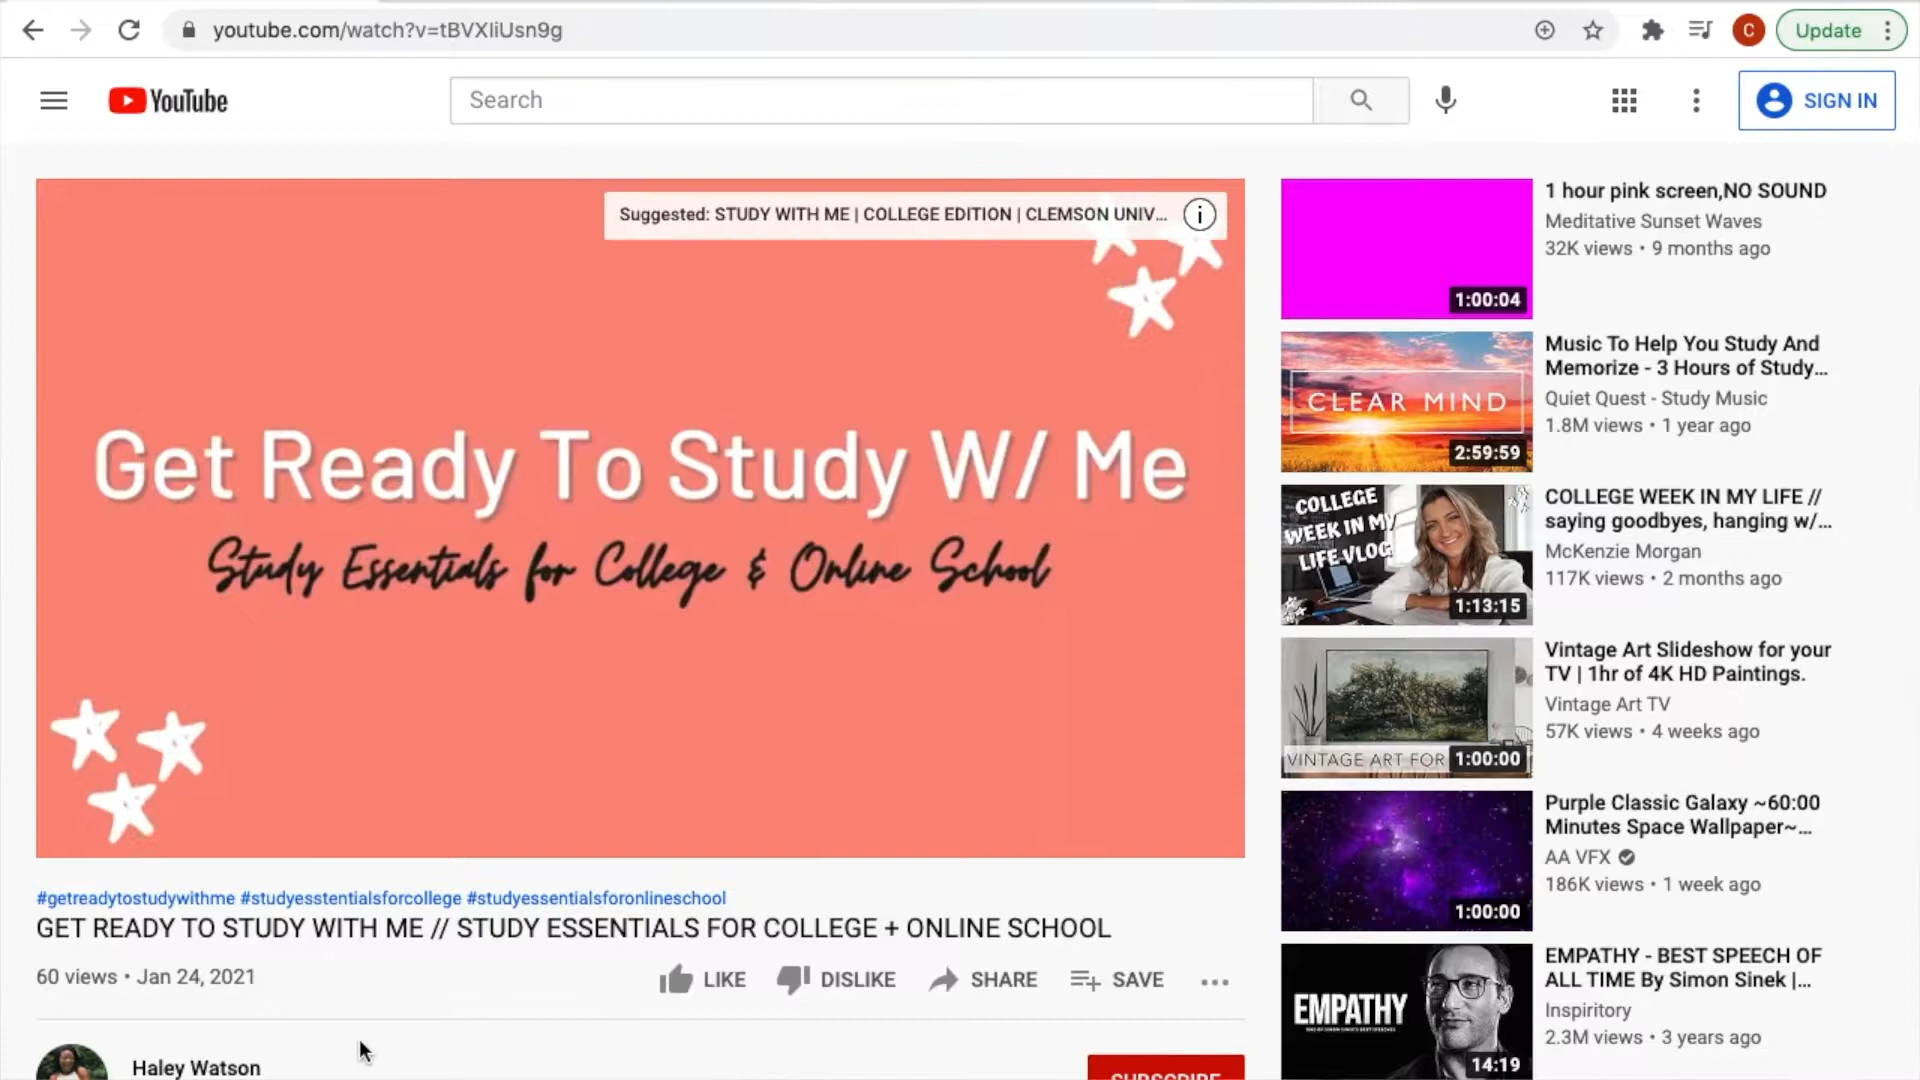 youtube.com/watch?v=tBVXIiUsn9g
C
Update
YouTube
Search
SIGN IN
Suggested: STUDY WITH ME | COLLEGE EDITION | CLEMSON UNIV...
Get Ready To Study W/ Me
Study Essentials for College & Online School
#getreadytostudywithme #studyesstentialsforcollege #studyessentialsforonlineschool
GET READY TO STUDY WITH ME // STUDY ESSENTIALS FOR COLLEGE + ONLINE SCHOOL
60 views • Jan 24, 2021
LIKE
DISLIKE
SHARE
SAVE
Haley Watson
SUBSCRIBE
1:00:04
1 hour pink screen,NO SOUND
Meditative Sunset Waves
32K views • 9 months ago
CLEAR MIND
2:59:59
Music To Help You Study And
Memorize - 3 Hours of Study...
Quiet Quest - Study Music
1.8M views • 1 year ago
COLLEGE
WEEK IN MY
LIFE VLOG
1:13:15
COLLEGE WEEK IN MY LIFE //
saying goodbyes, hanging w/...
McKenzie Morgan
117K views • 2 months ago
VINTAGE ART FOR
1:00:00
Vintage Art Slideshow for your
TV | 1hr of 4K HD Paintings.
Vintage Art TV
57K views • 4 weeks ago
1:00:00
Purple Classic Galaxy ~60:00
Minutes Space Wallpaper~...
AA VFX
186K views • 1 week ago
EMPATHY
14:19
EMPATHY - BEST SPEECH OF
ALL TIME By Simon Sinek |...
Inspiritory
2.3M views • 3 years ago